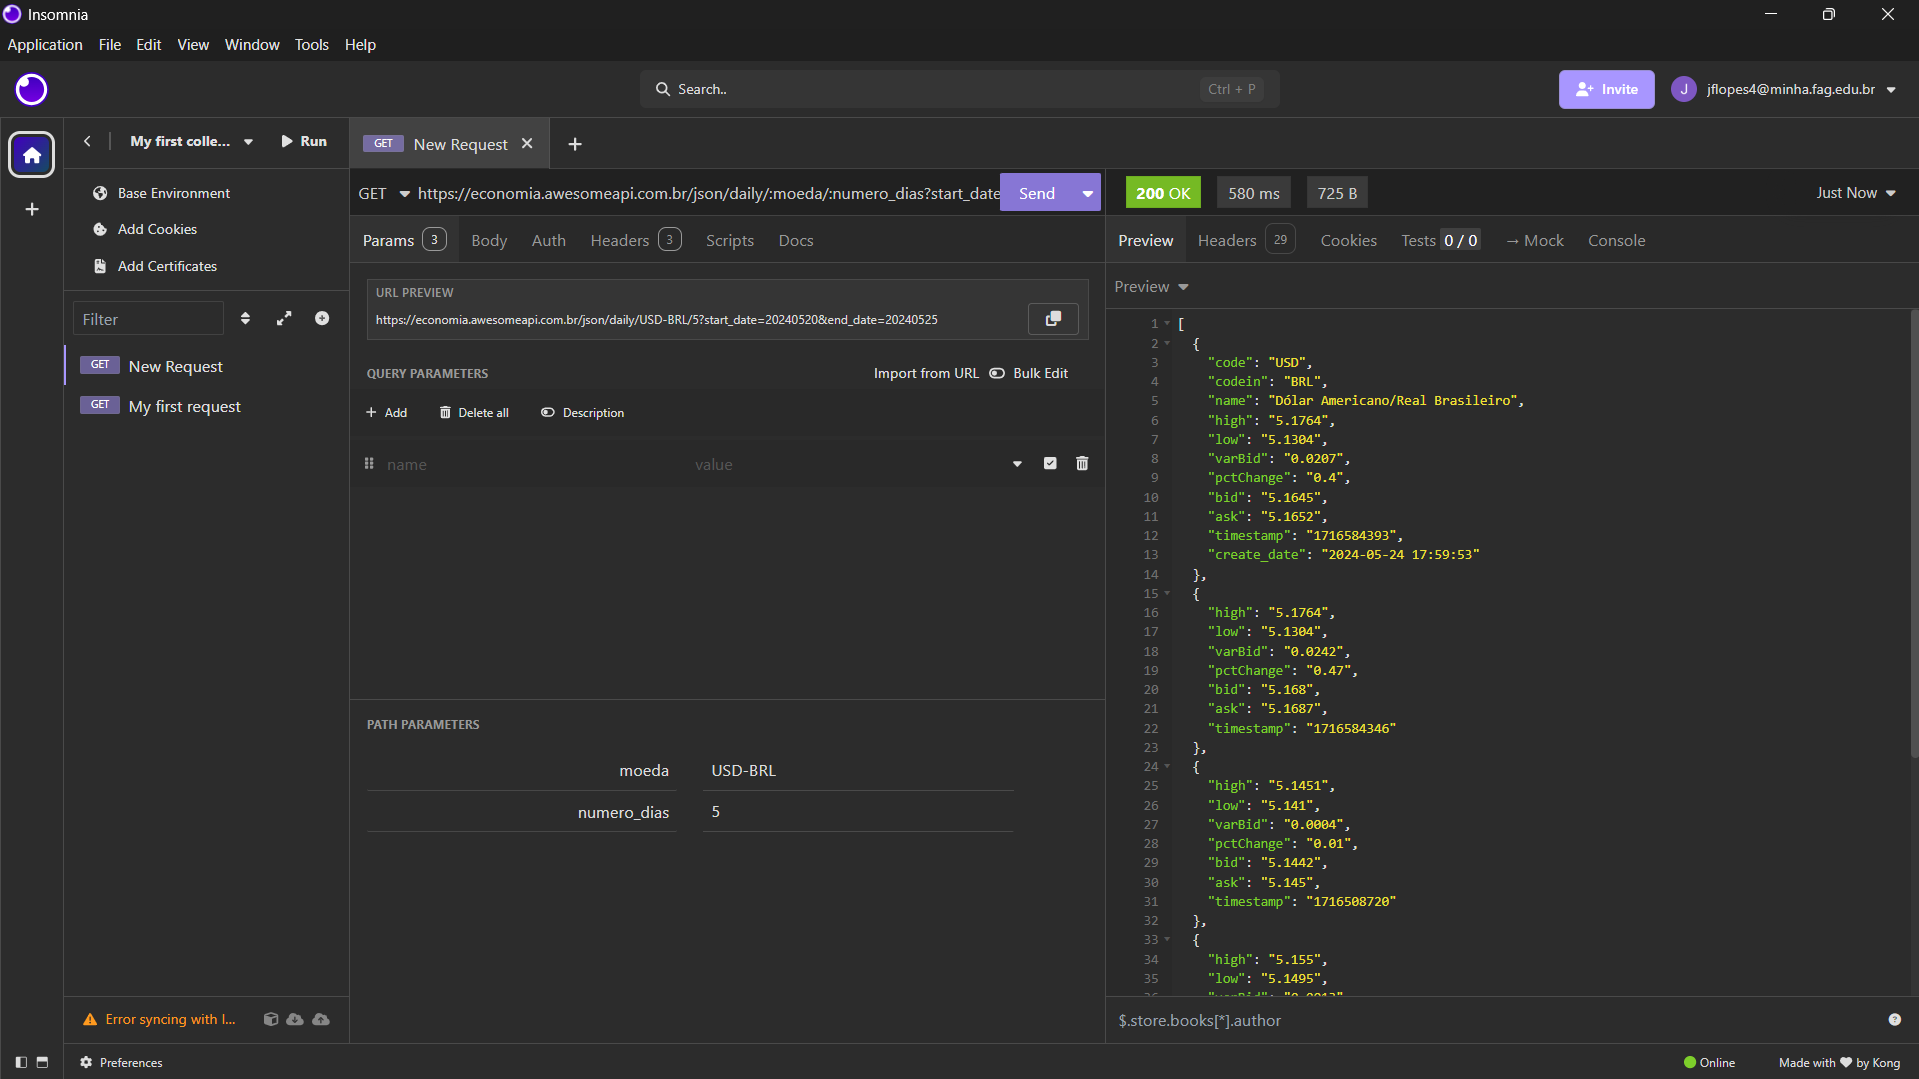 Insomnia
Application File Edit View Window Tools Help
Search.. Ctrl + P
Invite
J jflopes4@minha.fag.edu.br
My first colle... Run
GET New Request
Base Environment
Add Cookies
Add Certificates
Filter
GET New Request
GET My first request
Error syncing with I...
GET https://economia.awesomeapi.com.br/json/daily/:moeda/:numero_dias?start_date Send
Params 3 Body Auth Headers 3 Scripts Docs
URL PREVIEW
https://economia.awesomeapi.com.br/json/daily/USD-BRL/5?start_date=20240520&end_date=20240525
QUERY PARAMETERS Import from URL Bulk Edit
Add Delete all Description
name value
PATH PARAMETERS
moeda USD-BRL
numero_dias 5
200 OK 580 ms 725 B Just Now
Preview Headers 29 Cookies Tests 0 / 0 → Mock Console
Preview
1 [
2 {
3 "code": "USD",
4 "codein": "BRL",
5 "name": "Dólar Americano/Real Brasileiro",
6 "high": "5.1764",
7 "low": "5.1304",
8 "varBid": "0.0207",
9 "pctChange": "0.4",
10 "bid": "5.1645",
11 "ask": "5.1652",
12 "timestamp": "1716584393",
13 "create_date": "2024-05-24 17:59:53"
14 },
15 {
16 "high": "5.1764",
17 "low": "5.1304",
18 "varBid": "0.0242",
19 "pctChange": "0.47",
20 "bid": "5.168",
21 "ask": "5.1687",
22 "timestamp": "1716584346"
23 },
24 {
25 "high": "5.1451",
26 "low": "5.141",
27 "varBid": "0.0004",
28 "pctChange": "0.01",
29 "bid": "5.1442",
30 "ask": "5.145",
31 "timestamp": "1716508720"
32 },
33 {
34 "high": "5.155",
35 "low": "5.1495",
$.store.books[*].author
Preferences
Online Made with by Kong